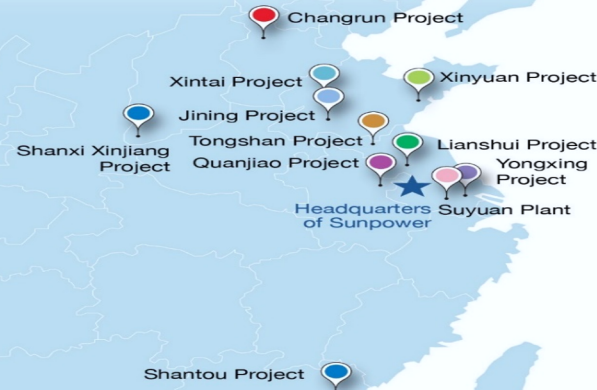 Changrun Project
Xintai Project
Xinyuan Project
Jining Project
Tongshan Project
Lianshui Project
Shanxi Xinjiang
Project
Quanjiao Project
Yongxing
Project
Headquarters
of Sunpower
Suyuan Plant
Shantou Project